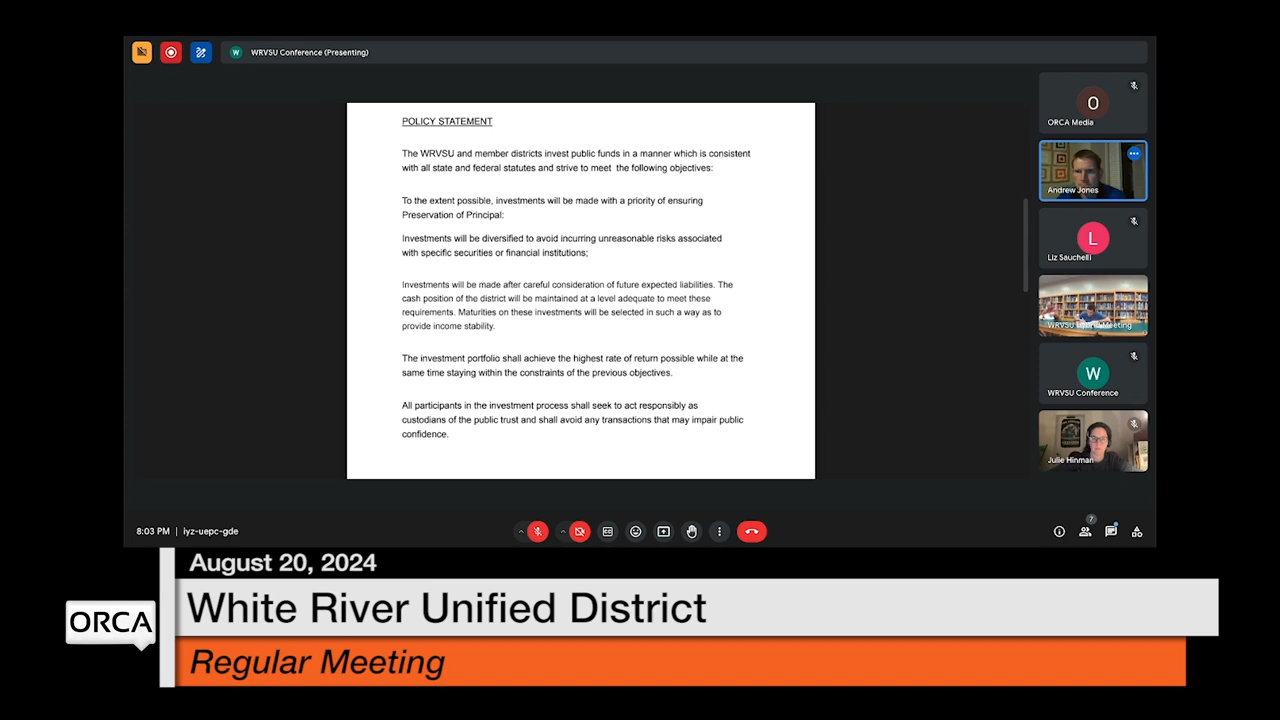 W WRVSU Conference (Presenting)
POLICY STATEMENT
The WRVSU and member districts invest public funds in a manner which is consistent
with all state and federal statutes and strive to meet the following objectives:
To the extent possible, investments will be made with a priority of ensuring
Preservation of Principal:
Investments will be diversified to avoid incurring unreasonable risks associated
with specific securities or financial institutions;
Investments will be made after careful consideration of future expected liabilities. The
cash position of the district will be maintained at a level adequate to meet these
requirements. Maturities on these investments will be selected in such a way as to
provide income stability.
The investment portfolio shall achieve the highest rate of return possible while at the
same time staying within the constraints of the previous objectives.
All participants in the investment process shall seek to act responsibly as
custodians of the public trust and shall avoid any transactions that may impair public
confidence.
O
ORCA Media
Andrew Jones
L
Liz Sauchelli
WRVSU Meeting
W
WRVSU Conference
Julie Hinman
8:03 PM | iyz-uepc-gde
7
August 20, 2024
ORCA
White River Unified District
Regular Meeting